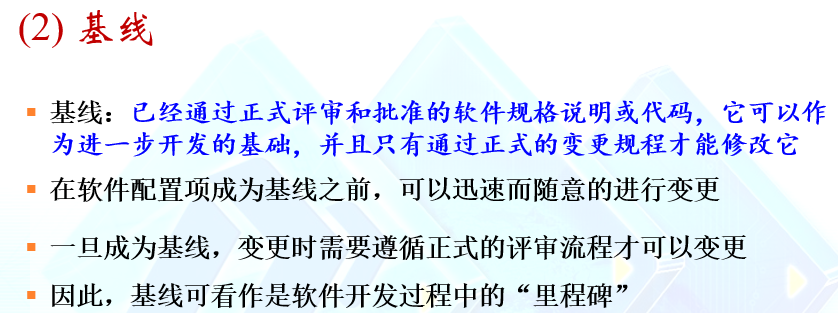 (2) 基线
基线：已经通过正式评审和批准的软件规格说明或代码，它可以作
为进一步开发的基础，并且只有通过正式的变更规程才能修改它
在软件配置项成为基线之前，可以迅速而随意的进行变更
一旦成为基线，变更时需要遵循正式的评审流程才可以变更
因此，基线可看作是软件开发过程中的“里程碑”